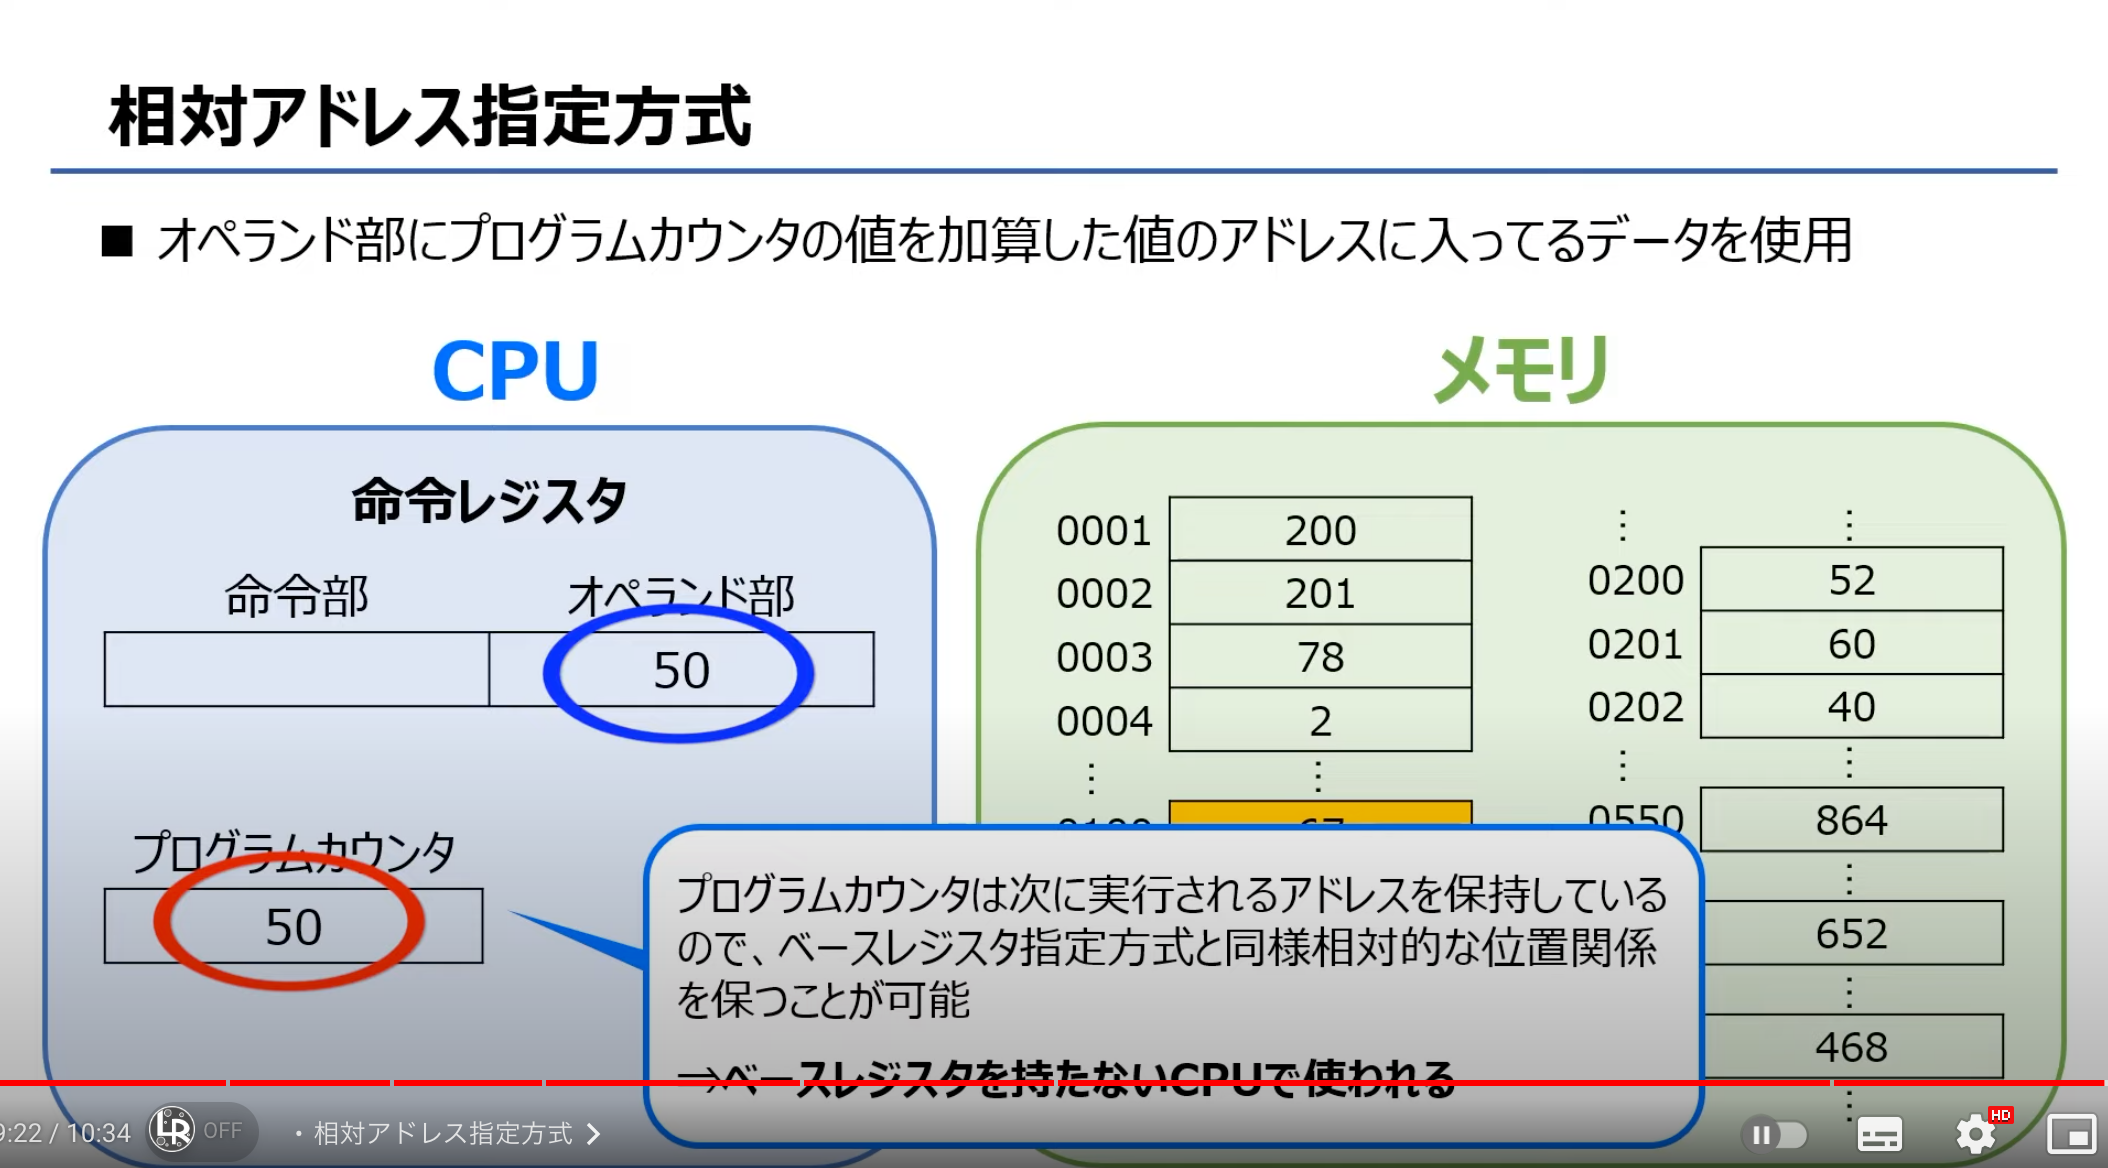 相対アドレス指定方式
■ オペランド部にプログラムカウンタの値を加算した値のアドレスに入ってるデータを使用
CPU
メモリ
命令レジスタ
命令部
オペランド部
50
プログラムカウンタ
50
0001 200
0002 201
0003 78
0004 2
⋮ ⋮
0100 67
⋮ ⋮
0200 52
0201 60
0202 40
⋮ ⋮
0550 864
⋮
652
⋮
468
⋮
プログラムカウンタは次に実行されるアドレスを保持している
ので、ベースレジスタ指定方式と同様相対的な位置関係
を保つことが可能
⇒ベースレジスタを持たないCPUで使われる
9:22 / 10:34
LR
OFF
・相対アドレス指定方式
HD